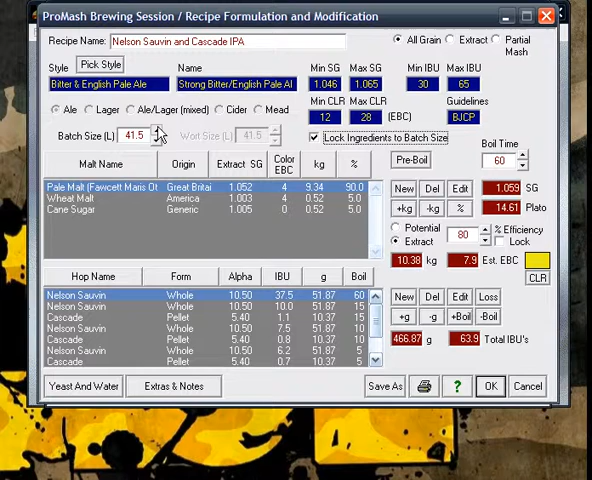 ProMash Brewing Session / Recipe Formulation and Modification
Recipe Name: Nelson Sauvin and Cascade IPA
All Grain Extract Partial Mash
Style Pick Style Name Min SG Max SG Min IBU Max IBU
Bitter & English Pale Ale Strong Bitter/English Pale Al 1.046 1.065 30 65
Min CLR Max CLR Guidelines
Ale Lager Ale/Lager (mixed) Cider Mead 12 28 (EBC) BJCP
Batch Size (L) 41.5 Wort Size (L) 41.5 Lock Ingredients to Batch Size Boil Time
60
Malt Name Origin Extract SG Color EBC kg % Pre-Boil
Pale Malt (Fawcett Maris Ot Great Britai 1.052 4 9.34 90.0 New Del Edit 1.059 SG
Wheat Malt America 1.003 4 0.52 5.0
Cane Sugar Generic 1.005 0 0.52 5.0 +kg -kg % 14.61 Plato
Potential Extract 80 % Efficiency Lock
10.38 kg 7.9 Est. EBC
CLR
Hop Name Form Alpha IBU g Boil
Nelson Sauvin Whole 10.50 37.5 51.87 60 New Del Edit Loss
Nelson Sauvin Whole 10.50 10.0 51.87 15
Cascade Pellet 5.40 1.1 10.37 15 +g -g +Boil -Boil
Nelson Sauvin Whole 10.50 7.5 51.87 10
Cascade Pellet 5.40 0.8 10.37 10 466.87 g 63.9 Total IBU's
Nelson Sauvin Whole 10.50 6.2 51.87 5
Cascade Pellet 5.40 0.7 10.37 5
Yeast And Water Extras & Notes Save As ? OK Cancel